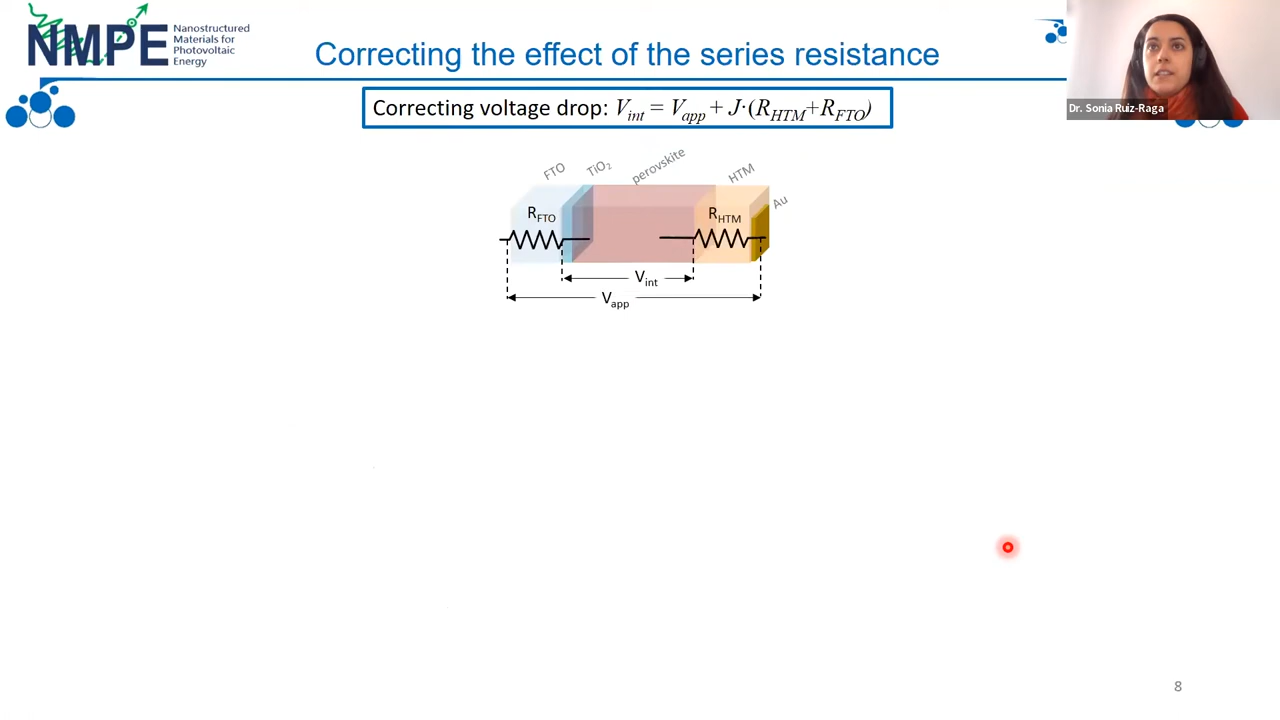 NMPE
Nanostructured
Materials for
Photovoltaic
Energy
Correcting the effect of the series resistance
Dr. Sonia Ruiz-Raga
Correcting voltage drop: V_int = V_app + J·(R_HTM+R_FTO)
FTO
TiO₂
perovskite
HTM
Au
R_FTO
R_HTM
V_int
V_app
8